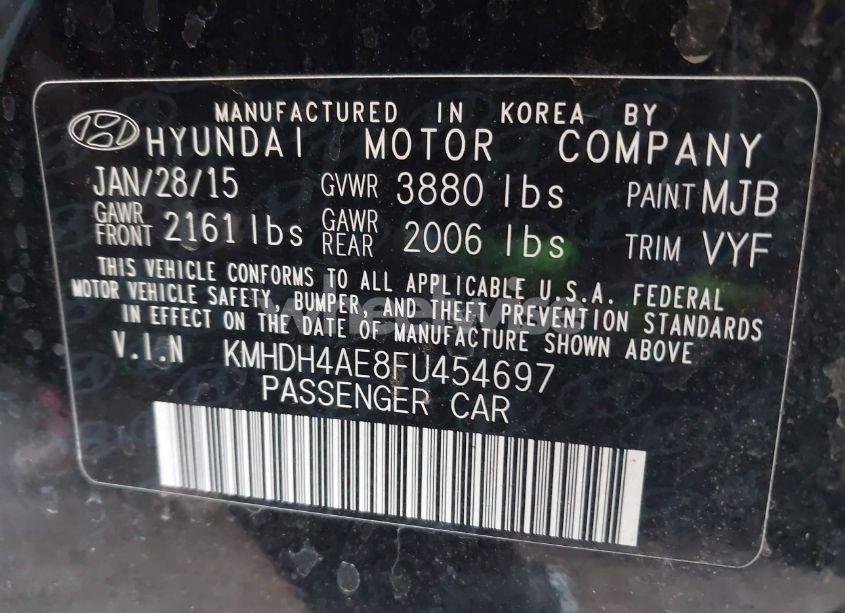 MANUFACTURED IN KOREA BY
HYUNDAI MOTOR COMPANY
JAN/28/15 GVWR 3880 lbs PAINT MJB
GAWR FRONT 2161 lbs GAWR REAR 2006 lbs TRIM VYF
THIS VEHICLE CONFORMS TO ALL APPLICABLE U.S.A. FEDERAL
MOTOR VEHICLE SAFETY, BUMPER, AND THEFT PREVENTION STANDARDS
IN EFFECT ON THE DATE OF MANUFACTURE SHOWN ABOVE
V.I.N KMHDH4AE8FU454697
PASSENGER CAR